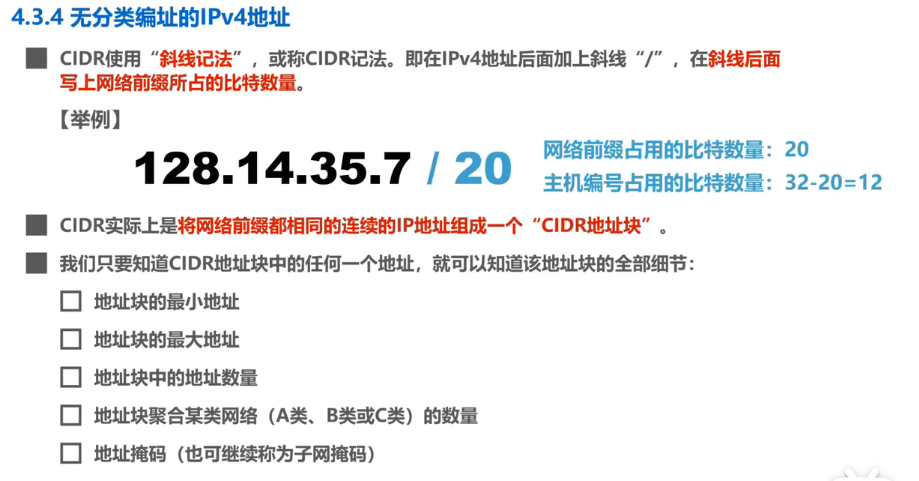 4.3.4 无分类编址的IPv4地址
CIDR使用“斜线记法”，或称CIDR记法。即在IPv4地址后面加上斜线“/”，在斜线后面
写上网络前缀所占的比特数量。
【举例】
128.14.35.7 / 20
网络前缀占用的比特数量：20
主机编号占用的比特数量：32-20=12
CIDR实际上是将网络前缀都相同的连续的IP地址组成一个“CIDR地址块”。
我们只要知道CIDR地址块中的任何一个地址，就可以知道该地址块的全部细节：
地址块的最小地址
地址块的最大地址
地址块中的地址数量
地址块聚合某类网络（A类、B类或C类）的数量
地址掩码（也可继续称为子网掩码）